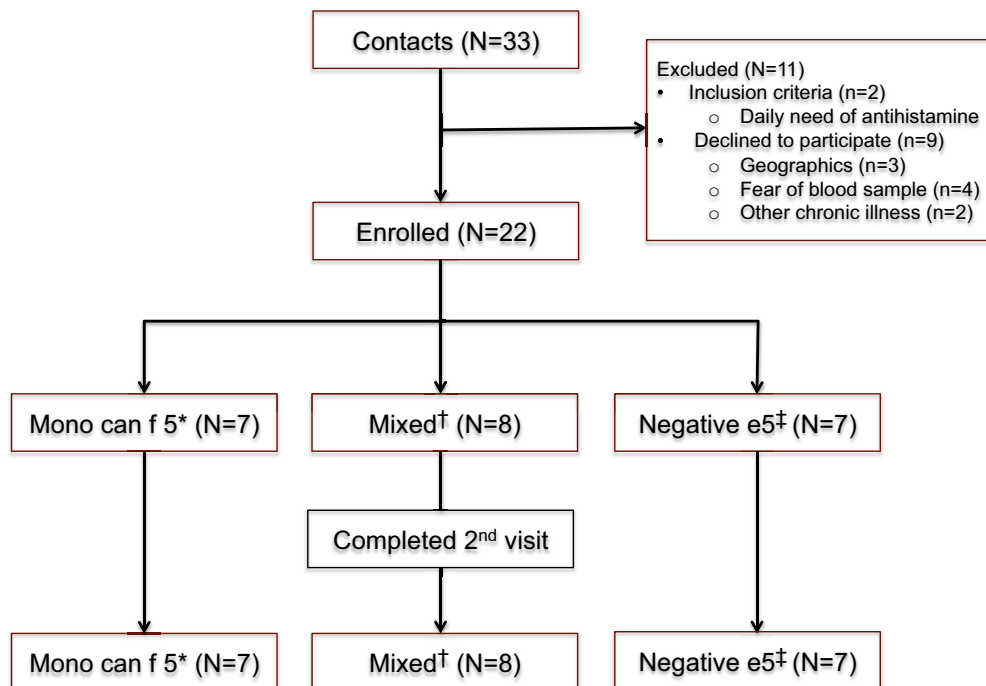 Contacts (N=33)
Excluded (N=11)
• Inclusion criteria (n=2)
o Daily need of antihistamine
• Declined to participate (n=9)
o Geographics (n=3)
o Fear of blood sample (n=4)
o Other chronic illness (n=2)
Enrolled (N=22)
Mono can f 5* (N=7)
Mixed† (N=8)
Negative e5‡ (N=7)
Completed 2nd visit
Mono can f 5* (N=7)
Mixed† (N=8)
Negative e5‡ (N=7)